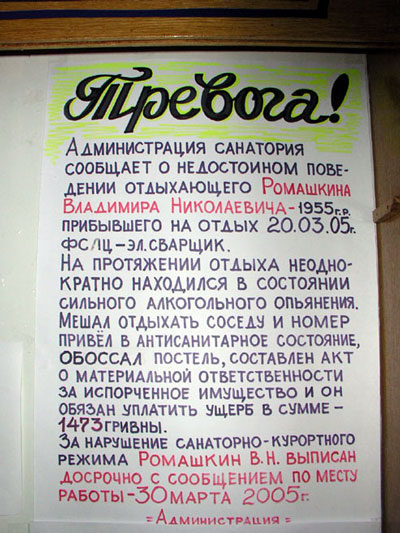 Тревога!
Администрация санатория
сообщает о недостоином пове-
дении отдыхающего Ромашкина
Владимира Николаевича-1955г.р.
прибывшего на отдых 20.03.05г.
ФС/Ц-эл.сварщик.
На протяжении отдыха неодно-
кратно находился в состоянии
сильного алкогольного опьянения.
Мешал отдыхать соседу и номер
привёл в антисанитарное состояние,
обоссал постель, составлен акт
о материальной ответственности
за испорченное имущество и он
обязан уплатить ущерб в сумме-
1473 гривны.
За нарушение санаторно-курортного
режима Ромашкин В.Н. выписан
досрочно с сообщением по месту
работы-30 марта 2005г.
=Администрация=